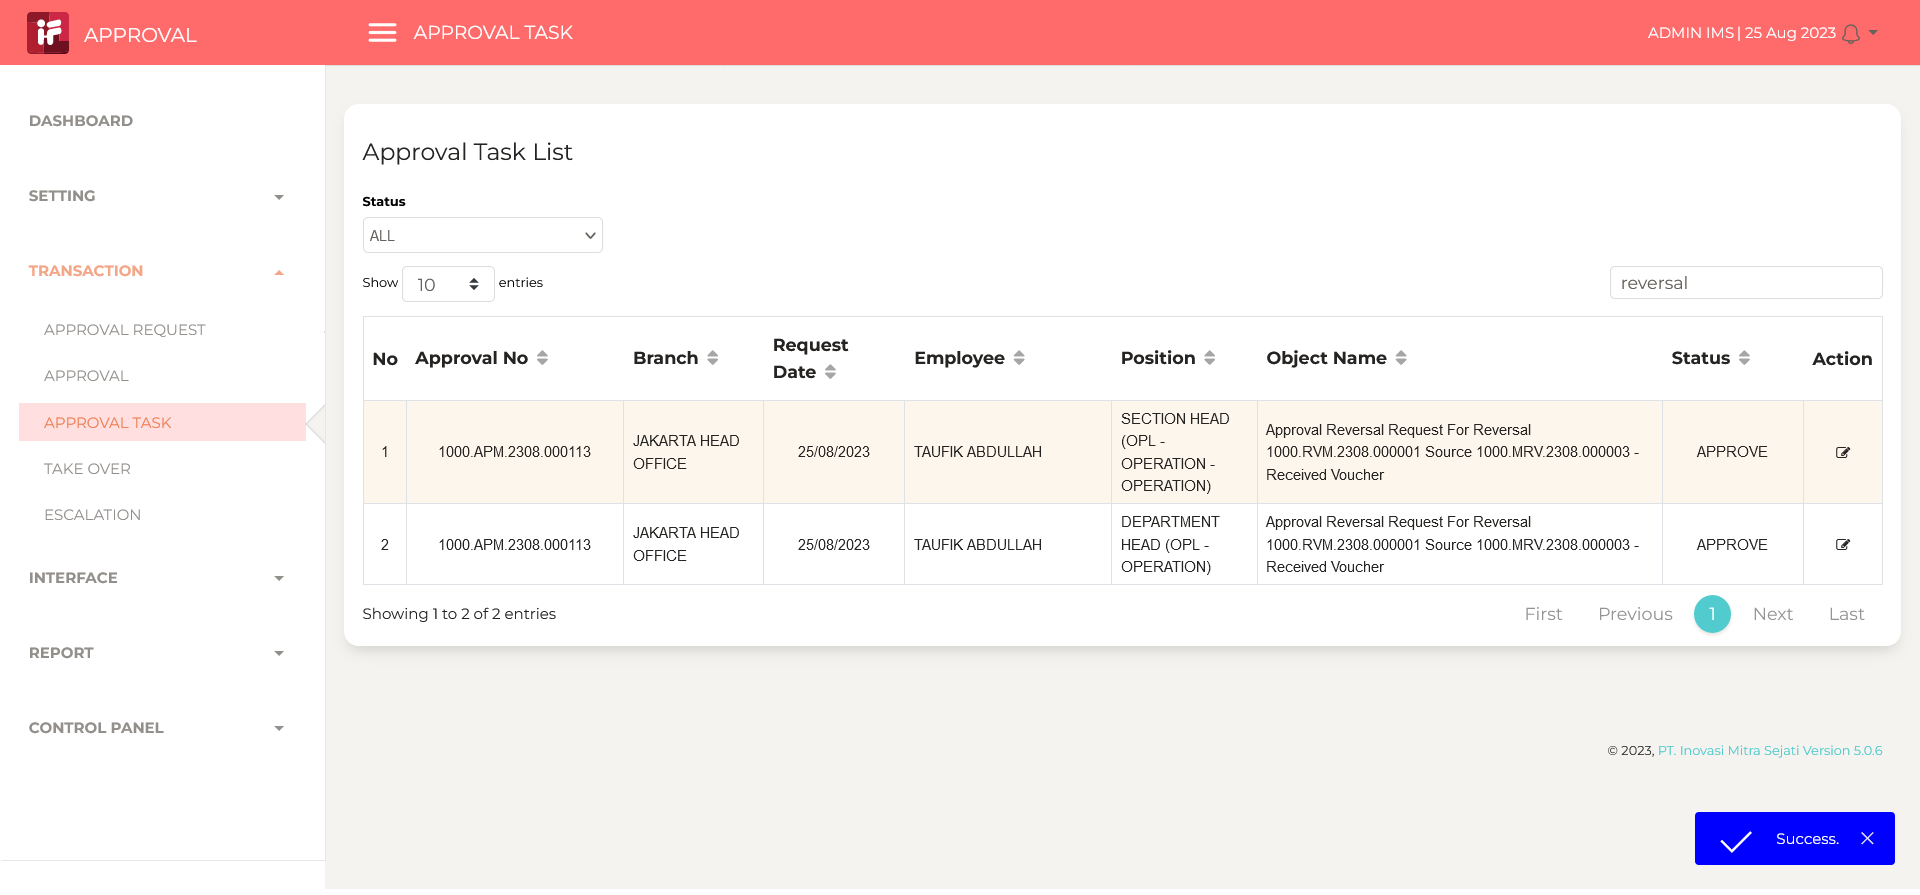 iF APPROVAL
APPROVAL TASK
ADMIN IMS | 25 Aug 2023
DASHBOARD
SETTING
TRANSACTION
APPROVAL REQUEST
APPROVAL
APPROVAL TASK
TAKE OVER
ESCALATION
INTERFACE
REPORT
CONTROL PANEL
Approval Task List
Status
ALL
Show 10 entries
reversal
No Approval No Branch Request Date Employee Position Object Name Status Action
1 1000.APM.2308.000113 JAKARTA HEAD OFFICE 25/08/2023 TAUFIK ABDULLAH SECTION HEAD (OPL - OPERATION - OPERATION) Approval Reversal Request For Reversal 1000.RVM.2308.000001 Source 1000.MRV.2308.000003 - Received Voucher APPROVE
2 1000.APM.2308.000113 JAKARTA HEAD OFFICE 25/08/2023 TAUFIK ABDULLAH DEPARTMENT HEAD (OPL - OPERATION) Approval Reversal Request For Reversal 1000.RVM.2308.000001 Source 1000.MRV.2308.000003 - Received Voucher APPROVE
Showing 1 to 2 of 2 entries
First Previous 1 Next Last
© 2023, PT. Inovasi Mitra Sejati Version 5.0.6
Success.